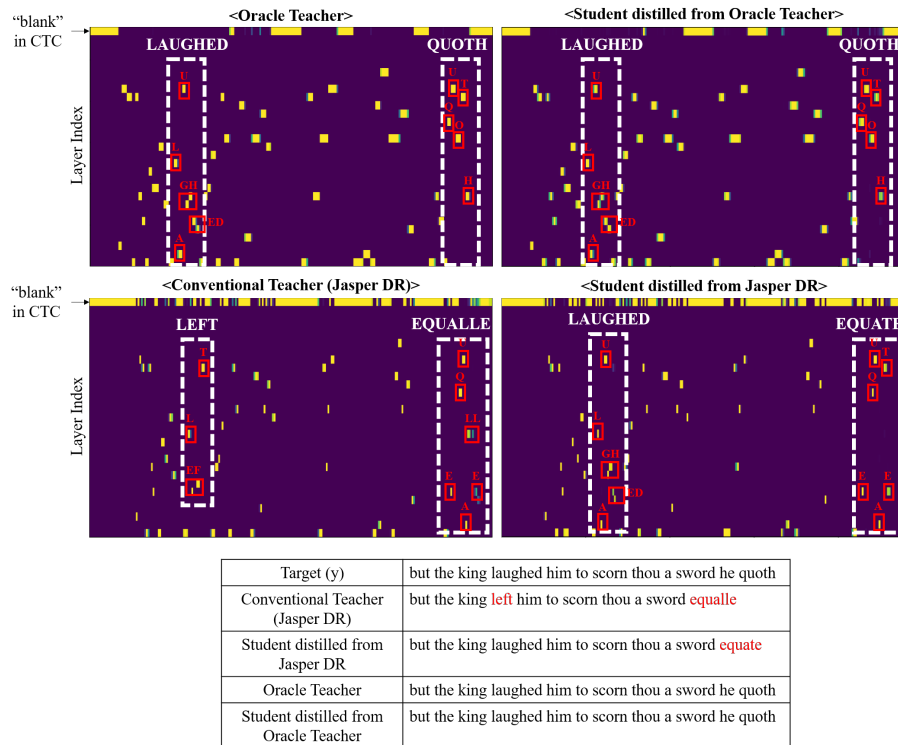 <Oracle Teacher>
<Student distilled from Oracle Teacher>
“blank”
in CTC
LAUGHED
QUOTH
LAUGHED
QUOTH
Layer Index
U
L
GH
ED
A
U
T
Q
O
H
U
L
GH
ED
A
U
T
Q
O
H
<Conventional Teacher (Jasper DR)>
<Student distilled from Jasper DR>
“blank”
in CTC
LEFT
EQUALLE
LAUGHED
EQUATE
Layer Index
T
L
EF
U
Q
LL
E
E
A
U
L
GH
ED
A
U
T
Q
E
E
A
Target (y) but the king laughed him to scorn thou a sword he quoth
Conventional Teacher
(Jasper DR) but the king left him to scorn thou a sword equalle
Student distilled from
Jasper DR but the king laughed him to scorn thou a sword equate
Oracle Teacher but the king laughed him to scorn thou a sword he quoth
Student distilled from
Oracle Teacher but the king laughed him to scorn thou a sword he quoth